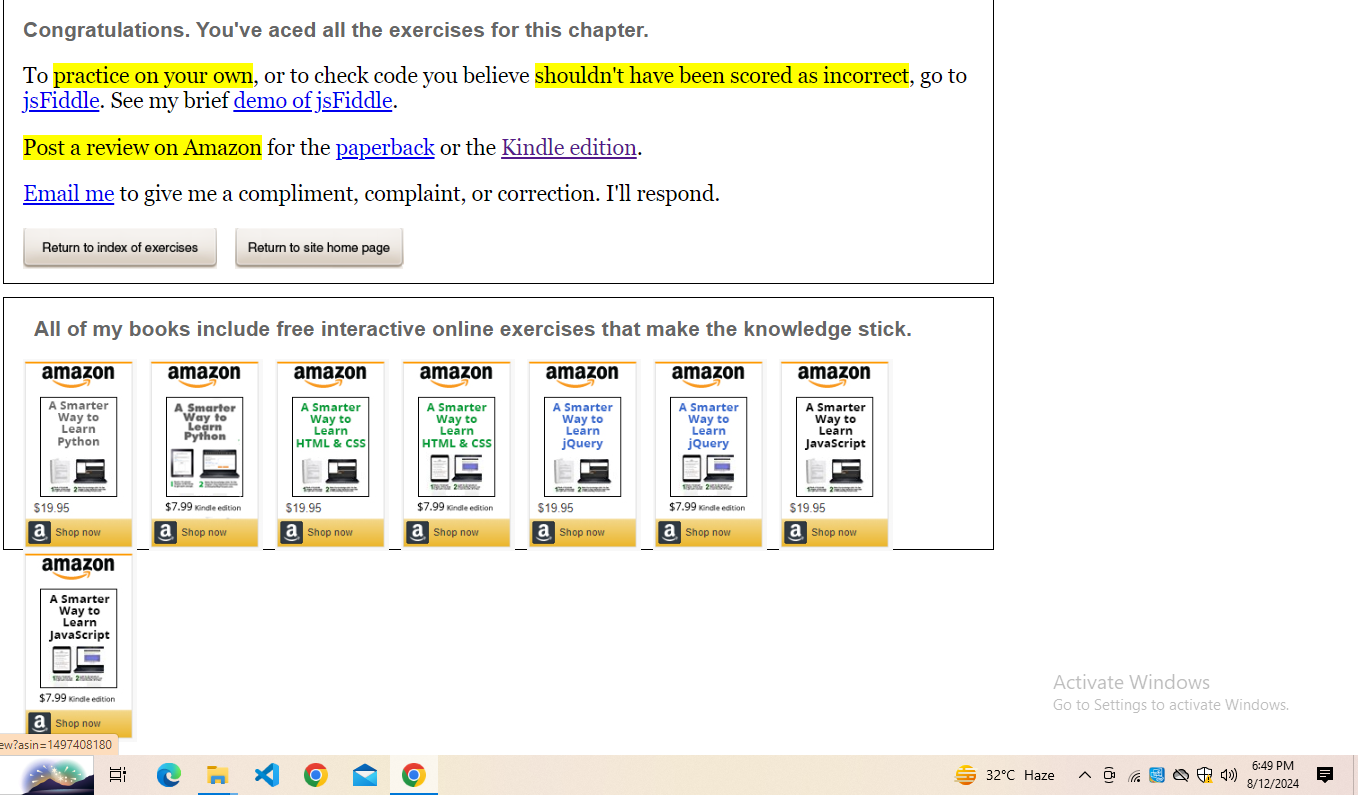 Congratulations. You've aced all the exercises for this chapter.
To practice on your own, or to check code you believe shouldn't have been scored as incorrect, go to
jsFiddle. See my brief demo of jsFiddle.
Post a review on Amazon for the paperback or the Kindle edition.
Email me to give me a compliment, complaint, or correction. I'll respond.
Return to index of exercises
Return to site home page
All of my books include free interactive online exercises that make the knowledge stick.
amazon
A Smarter
Way to
Learn
Python
$19.95
a Shop now
amazon
A Smarter
Way to
Learn
Python
$7.99 Kindle edition
a Shop now
amazon
A Smarter
Way to
Learn
HTML & CSS
$19.95
a Shop now
amazon
A Smarter
Way to
Learn
HTML & CSS
$7.99 Kindle edition
a Shop now
amazon
A Smarter
Way to
Learn
jQuery
$19.95
a Shop now
amazon
A Smarter
Way to
Learn
jQuery
$7.99 Kindle edition
a Shop now
amazon
A Smarter
Way to
Learn
JavaScript
$19.95
a Shop now
amazon
A Smarter
Way to
Learn
JavaScript
$7.99 Kindle edition
a Shop now
Activate Windows
Go to Settings to activate Windows.
ew?asin=1497408180
32°C Haze
6:49 PM
8/12/2024